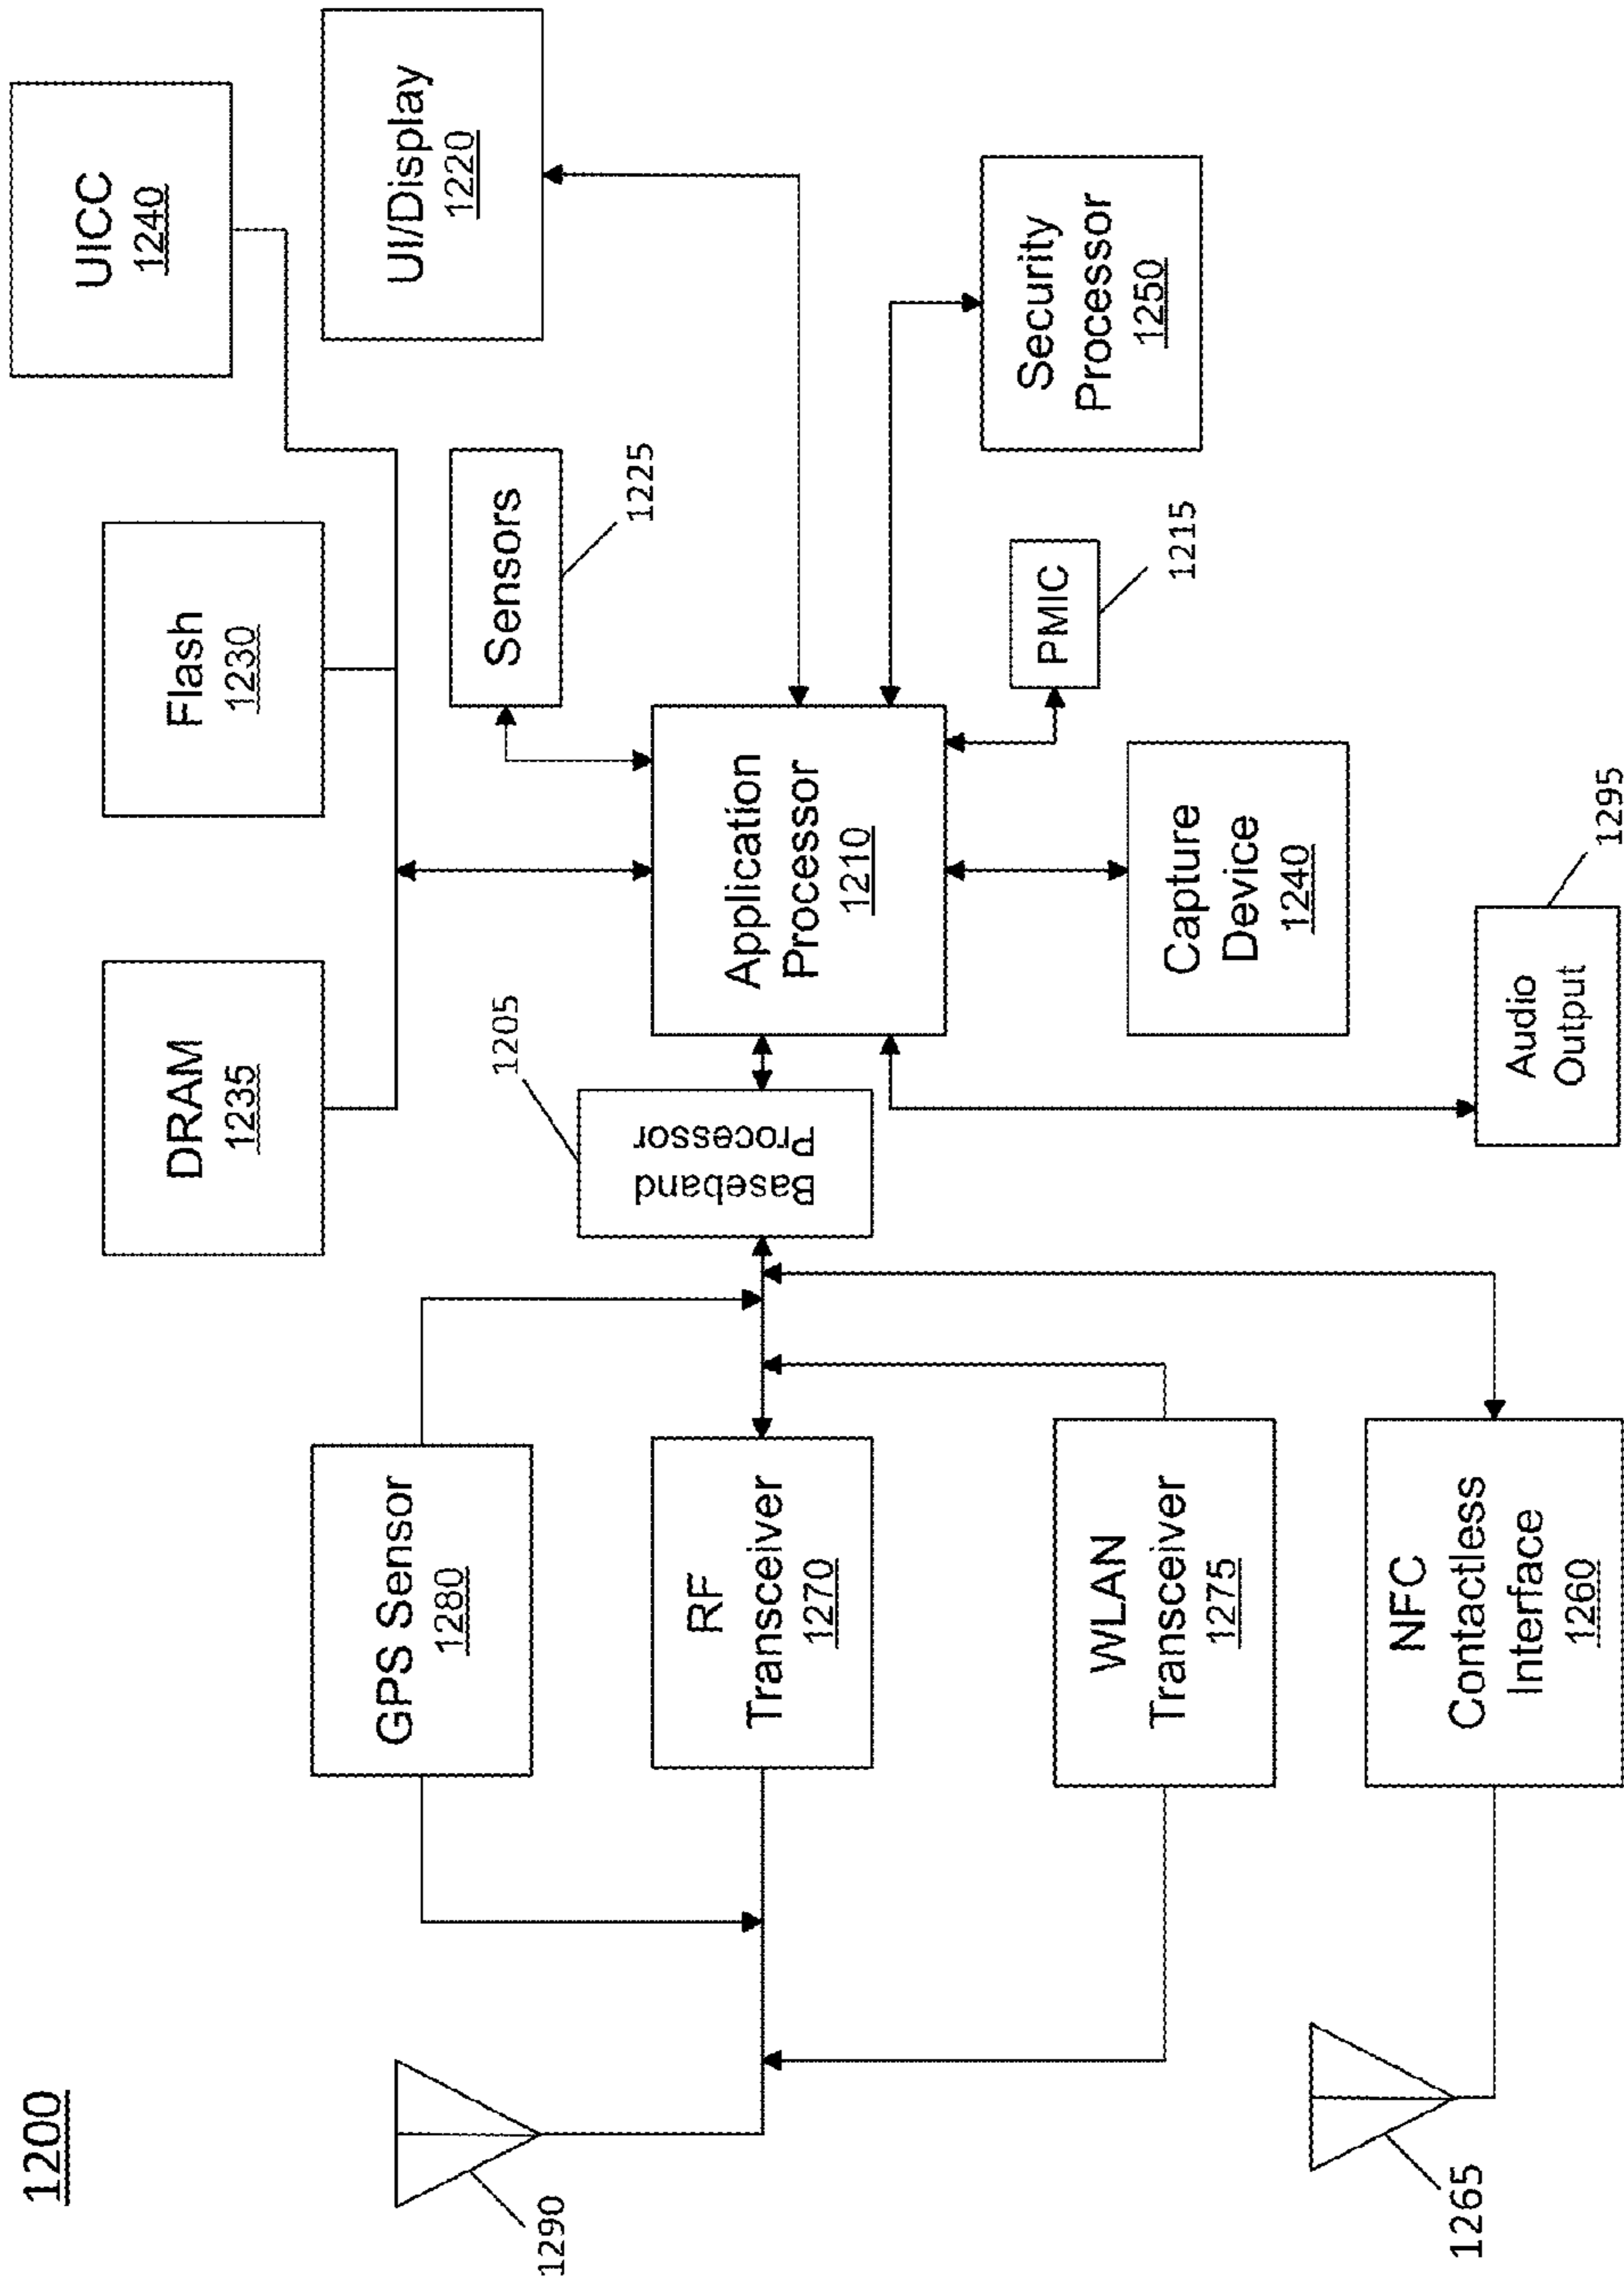 1200
UICC
1240
Flash
1230
DRAM
1235
UI/Display
1220
Sensors
1225
GPS Sensor
1280
1290
1205
Baseband
Processor
Application
Processor
1210
RF
Transceiver
1270
Security
Processor
1250
PMIC
1215
WLAN
Transceiver
1275
Capture
Device
1240
NFC
Contactless
Interface
1260
1265
Audio
Output
1295